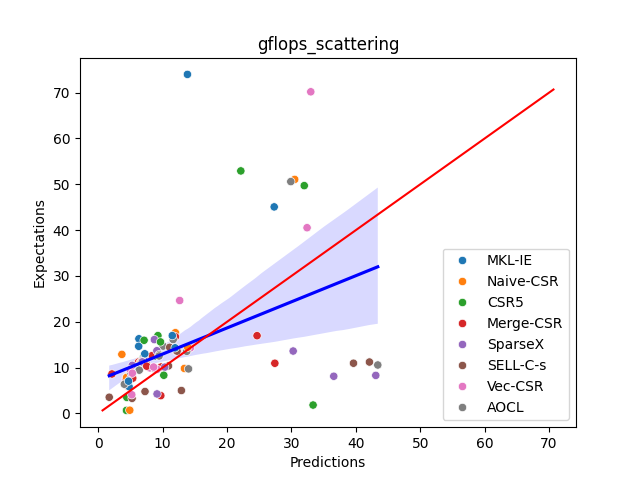 gflops_scattering
Expectations
70
60
50
40
30
20
10
0
0 10 20 30 40 50 60 70
Predictions
MKL-IE
Naive-CSR
CSR5
Merge-CSR
SparseX
SELL-C-s
Vec-CSR
AOCL